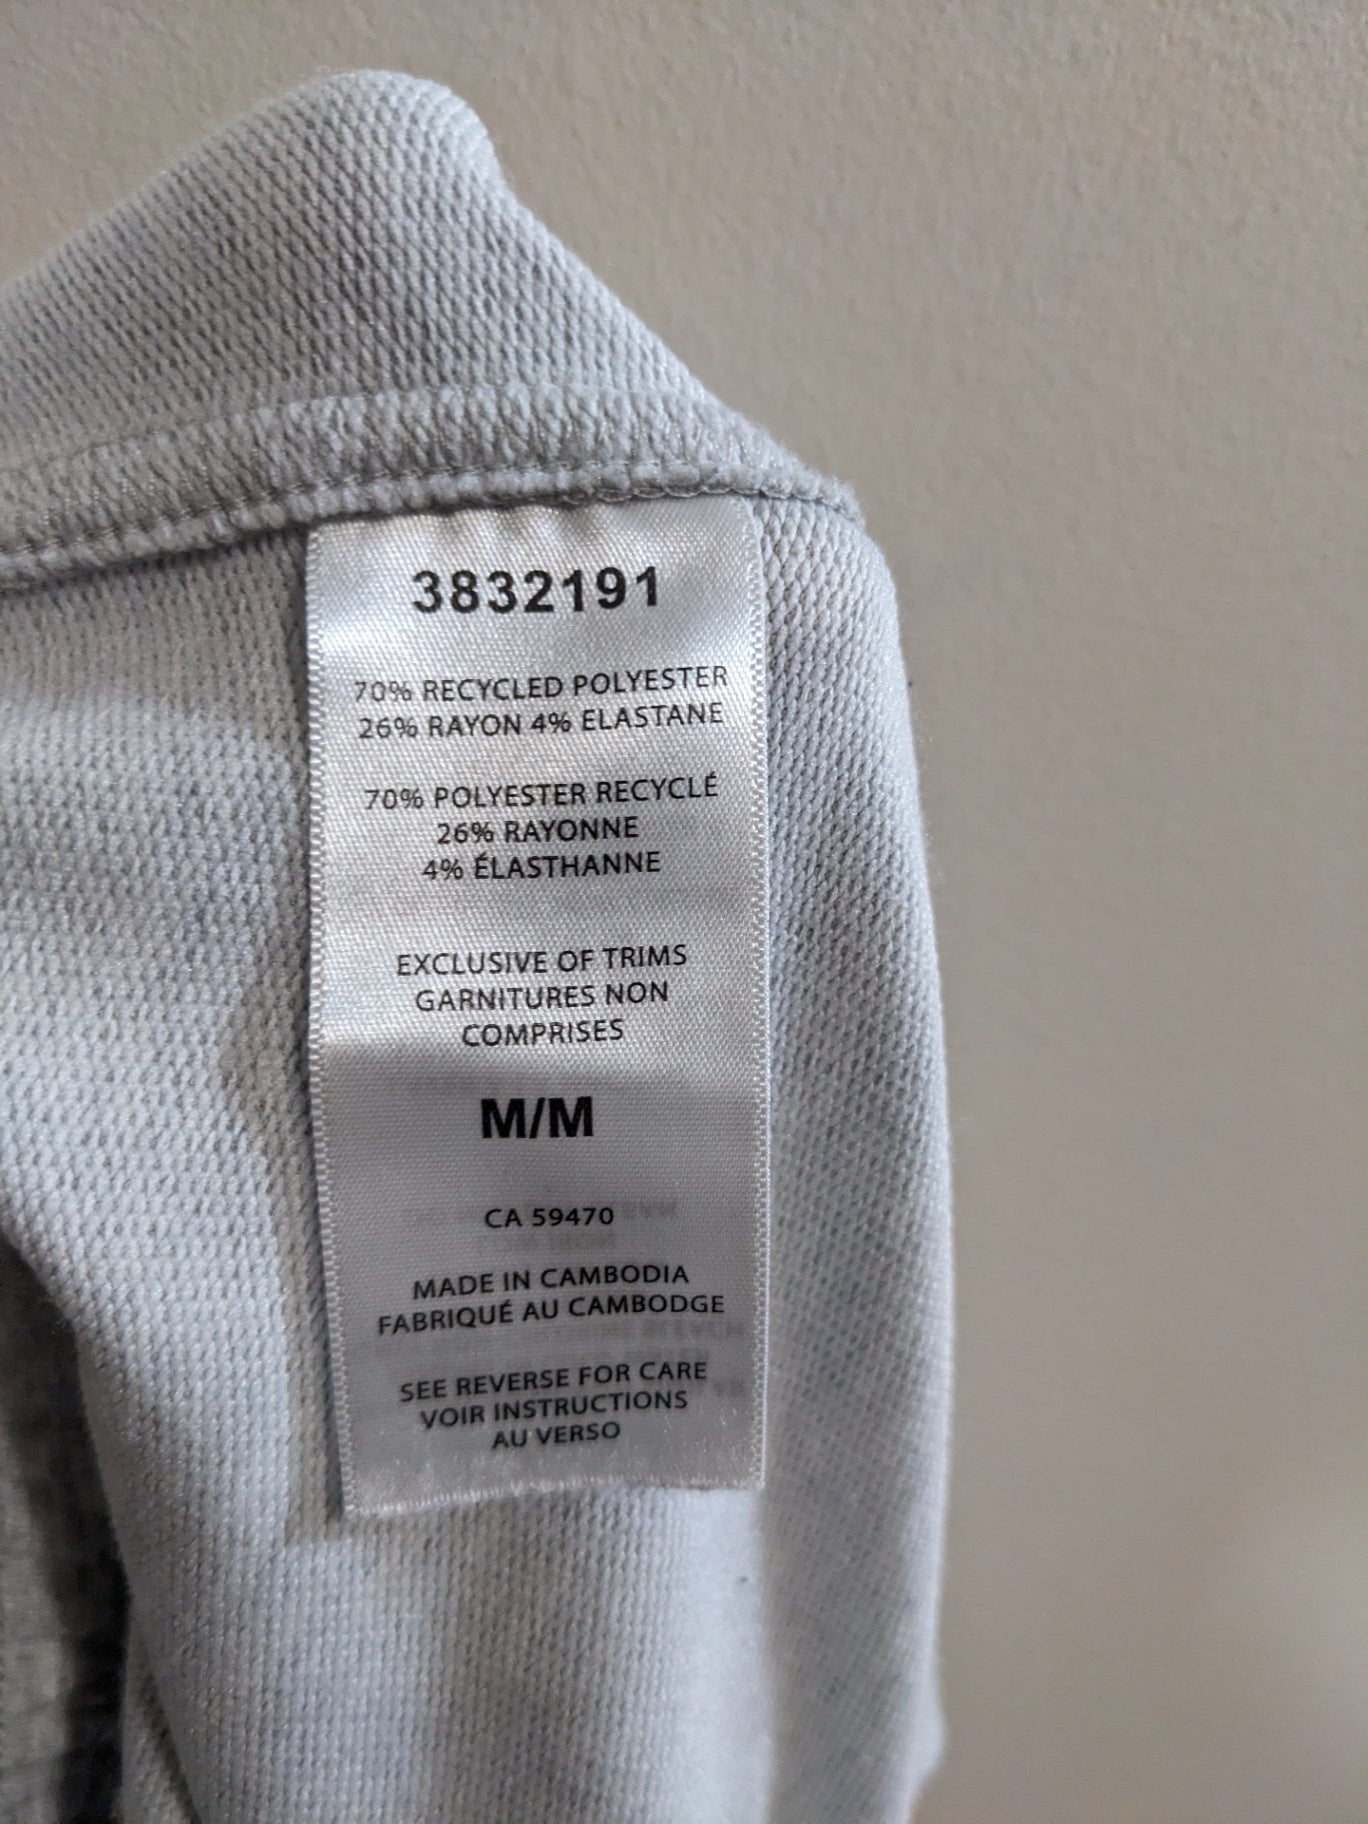 3832191
70% RECYCLED POLYESTER
26% RAYON 4% ELASTANE
70% POLYESTER RECYCLÉ
26% RAYONNE
4% ÉLASTHANNE
EXCLUSIVE OF TRIMS
GARNITURES NON
COMPRISES
M/M
CA 59470
MADE IN CAMBODIA
FABRIQUÉ AU CAMBODGE
SEE REVERSE FOR CARE
VOIR INSTRUCTIONS
AU VERSO